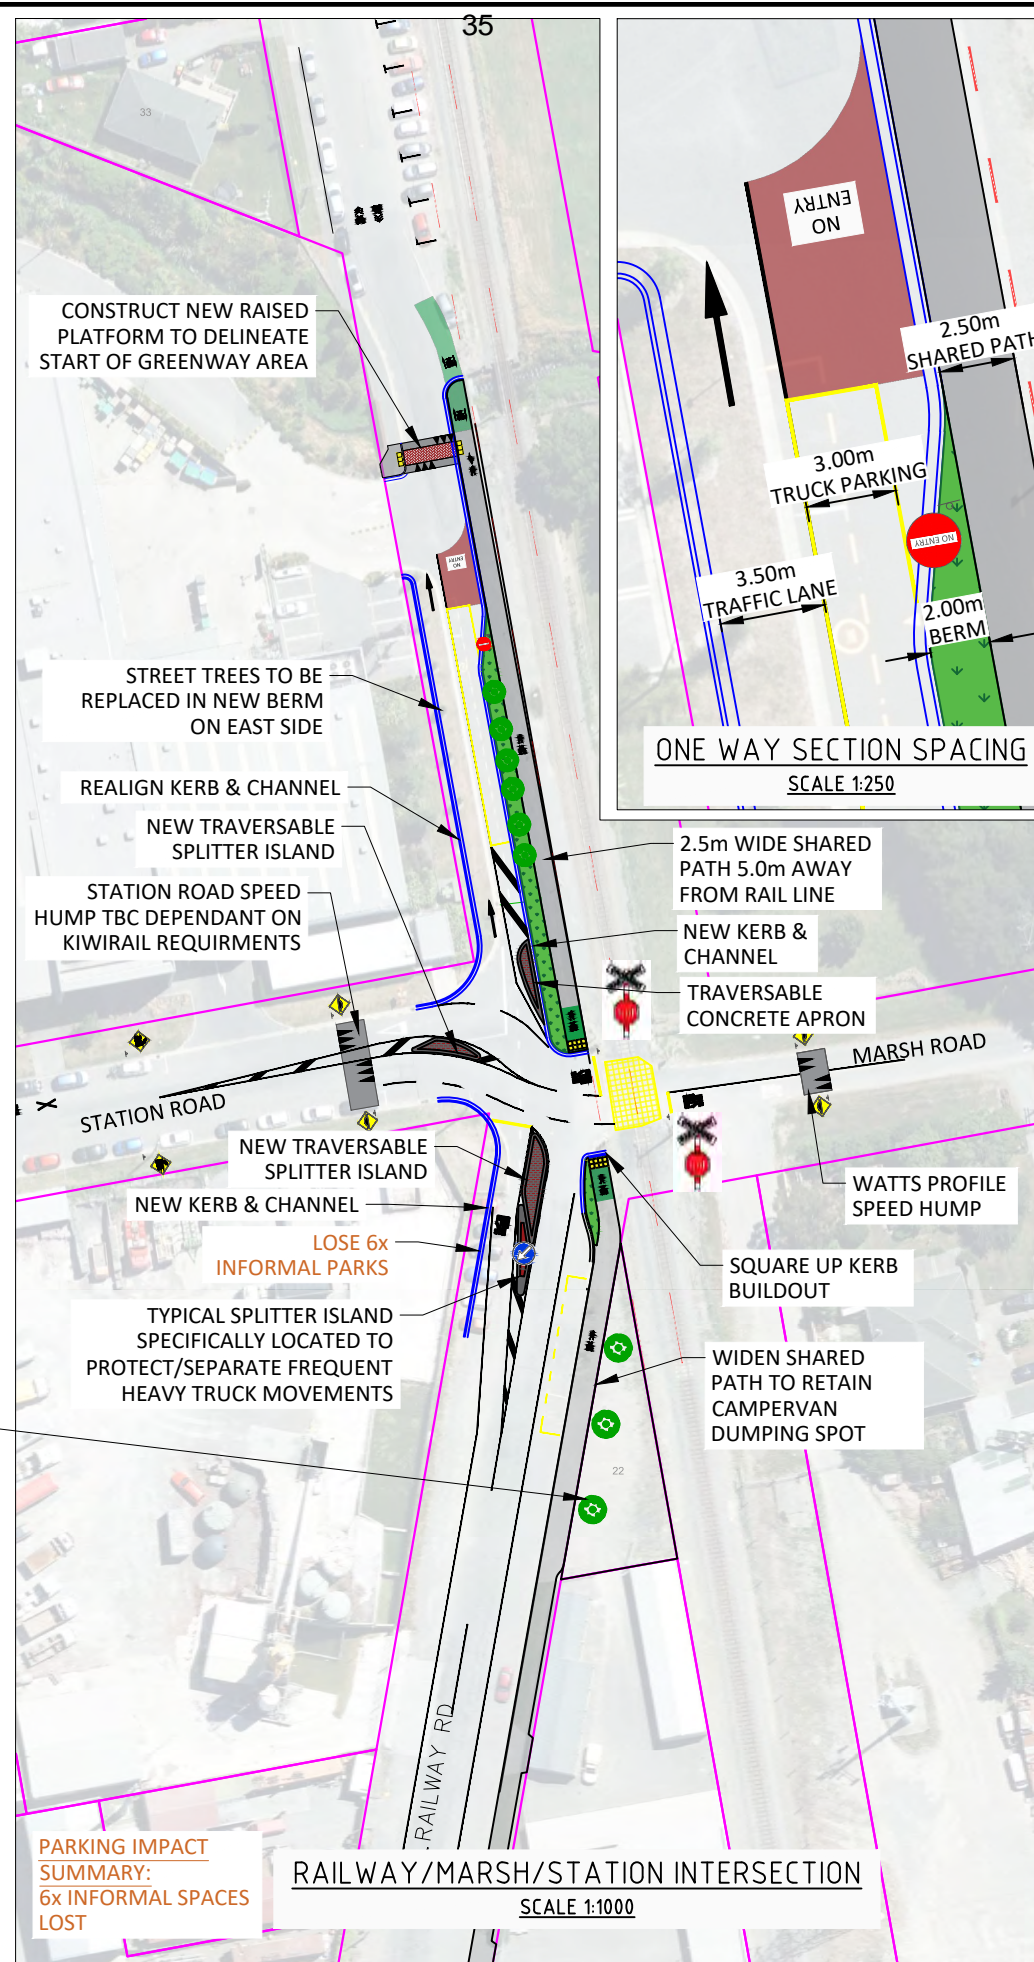 35
33
CONSTRUCT NEW RAISED
PLATFORM TO DELINEATE
START OF GREENWAY AREA
NO
ENTRY
STREET TREES TO BE
REPLACED IN NEW BERM
ON EAST SIDE
REALIGN KERB & CHANNEL
NEW TRAVERSABLE
SPLITTER ISLAND
STATION ROAD SPEED
HUMP TBC DEPENDANT ON
KIWIRAIL REQUIRMENTS
STATION ROAD
NO
ENTRY
2.50m
SHARED PATH
3.00m
TRUCK PARKING
NO ENTRY
3.50m
TRAFFIC LANE
2.00m
BERM
ONE WAY SECTION SPACING
SCALE 1:250
2.5m WIDE SHARED
PATH 5.0m AWAY
FROM RAIL LINE
NEW KERB &
CHANNEL
TRAVERSABLE
CONCRETE APRON
MARSH ROAD
WATTS PROFILE
SPEED HUMP
NEW TRAVERSABLE
SPLITTER ISLAND
NEW KERB & CHANNEL
LOSE 6x
INFORMAL PARKS
TYPICAL SPLITTER ISLAND
SPECIFICALLY LOCATED TO
PROTECT/SEPARATE FREQUENT
HEAVY TRUCK MOVEMENTS
SQUARE UP KERB
BUILDOUT
WIDEN SHARED
PATH TO RETAIN
CAMPERVAN
DUMPING SPOT
22
RAILWAY RD
PARKING IMPACT
SUMMARY:
6x INFORMAL SPACES
LOST
RAILWAY/MARSH/STATION INTERSECTION
SCALE 1:1000